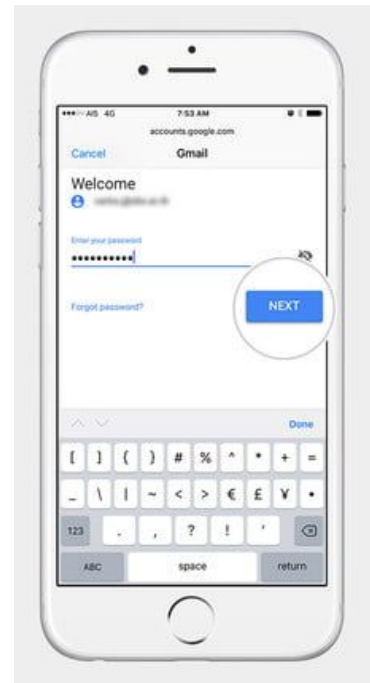 AIS 4G 7:53 AM
accounts.google.com
Cancel Gmail
Welcome
Enter your password
••••••••••
Forgot password? NEXT
Done
[ ] { } # % ^ * + =
_ \ | ~ < > € £ ¥ •
123 . , ? ! '
ABC space return